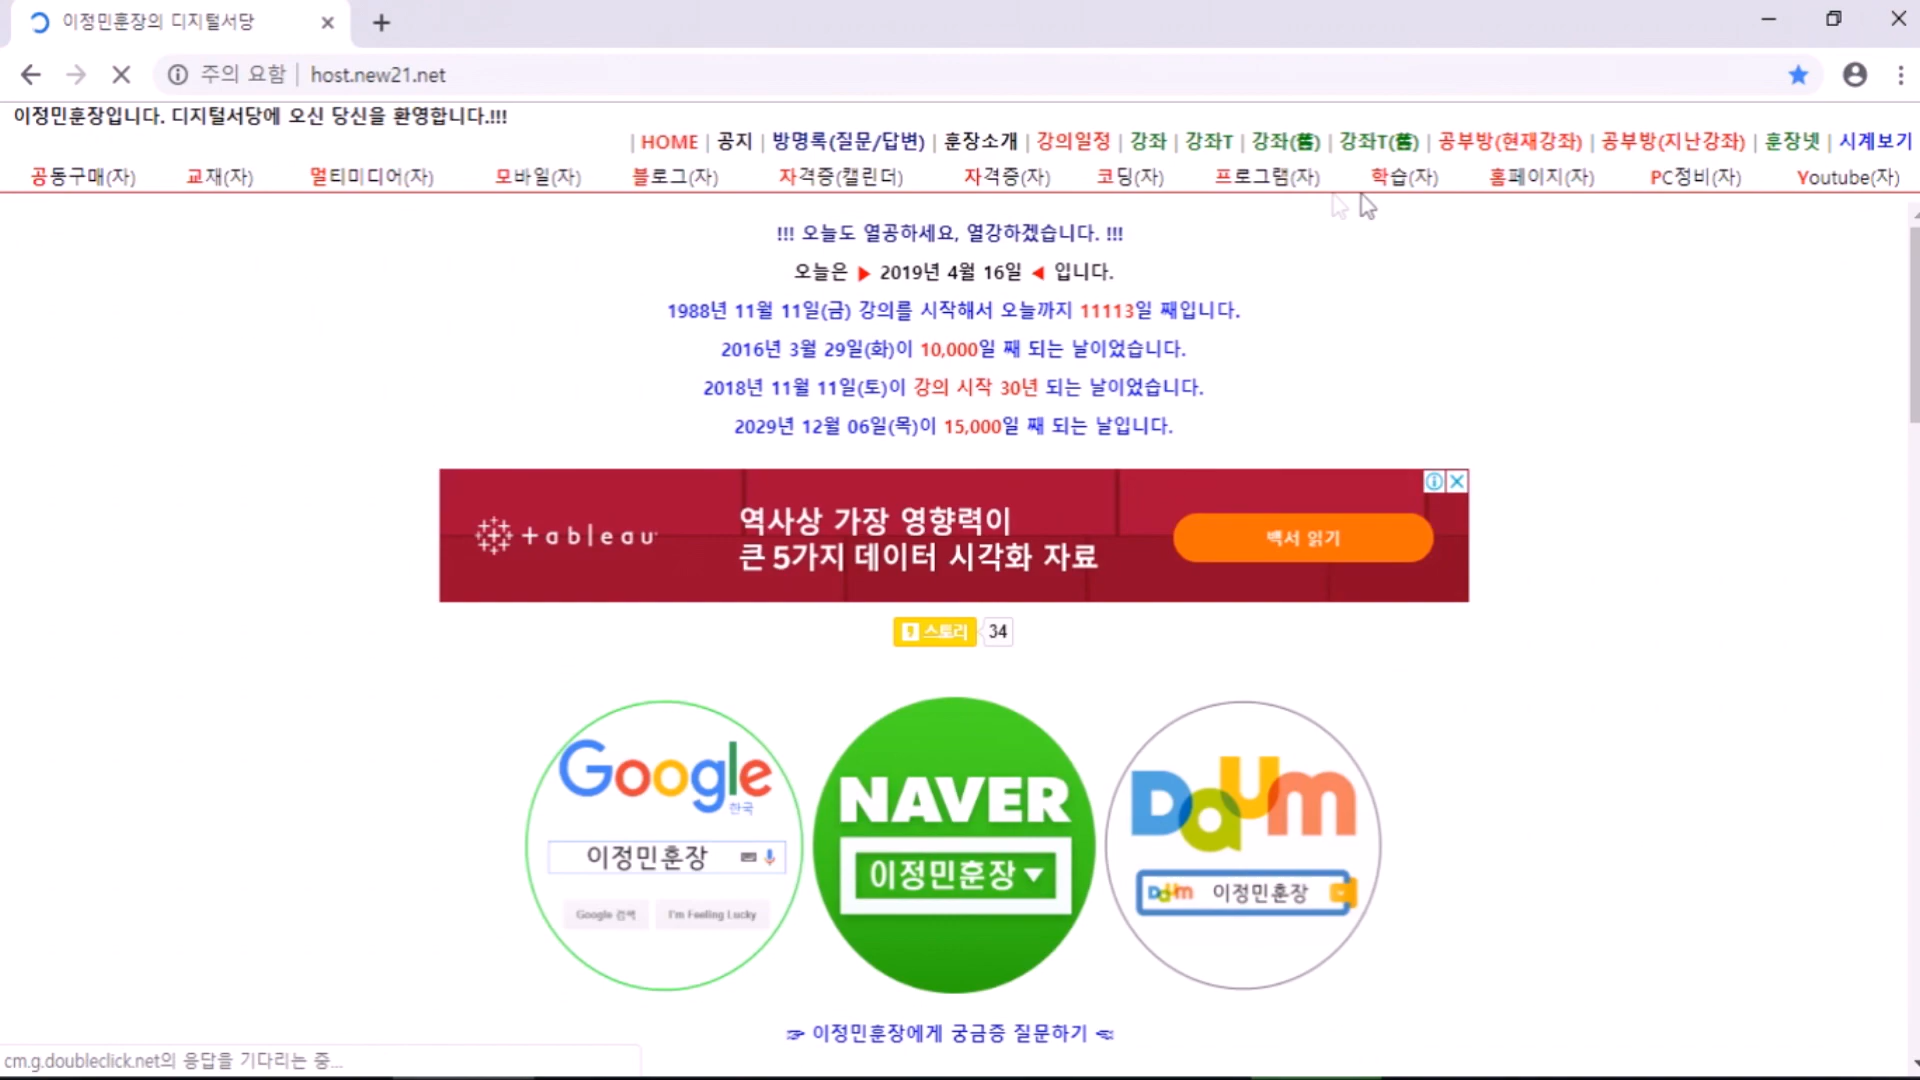 이정민훈장의 디지털서당
주의 요함 | host.new21.net
이정민훈장입니다. 디지털서당에 오신 당신을 환영합니다.!!!
| HOME | 공지 | 방명록(질문/답변) | 훈장소개 | 강의일정 | 강좌 | 강좌T | 강좌(舊) | 강좌T(舊) | 공부방(현재강좌) | 공부방(지난강좌) | 훈장넷 | 시계보기
공동구매(자) 교재(자) 멀티미디어(자) 모바일(자) 블로그(자) 자격증(캘린더) 자격증(자) 코딩(자) 프로그램(자) 학습(자) 홈페이지(자) PC정비(자) Youtube(자)
!!! 오늘도 열공하세요, 열강하겠습니다. !!!
오늘은 ▶ 2019년 4월 16일 ◀ 입니다.
1988년 11월 11일(금) 강의를 시작해서 오늘까지 11113일 째입니다.
2016년 3월 29일(화)이 10,000일 째 되는 날이었습니다.
2018년 11월 11일(토)이 강의 시작 30년 되는 날이었습니다.
2029년 12월 06일(목)이 15,000일 째 되는 날입니다.
+ableau
역사상 가장 영향력이
큰 5가지 데이터 시각화 자료
백서 읽기
스토리 34
Google
한국
이정민훈장
Google 검색 I'm Feeling Lucky
NAVER
이정민훈장▼
Daum
Daum 이정민훈장
☞ 이정민훈장에게 궁금증 질문하기 ☜
cm.g.doubleclick.net의 응답을 기다리는 중...